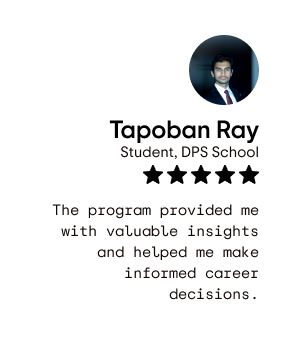 Tapoban Ray
Student, DPS School
The program provided me
with valuable insights
and helped me make
informed career
decisions.